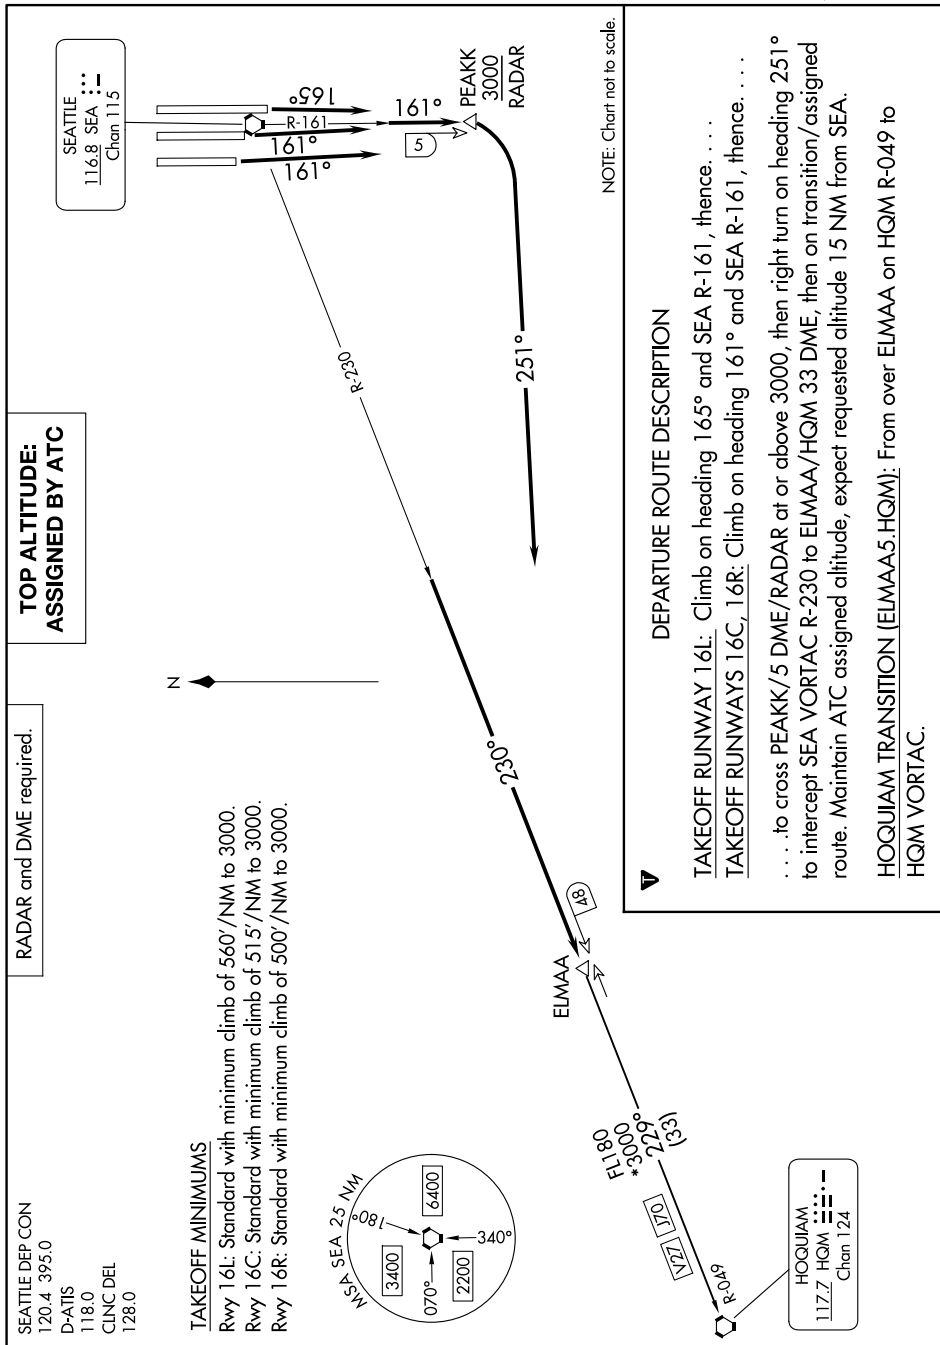 SEATTLE DEP CON
120.4 395.0
D-ATIS
118.0
CLNC DEL
128.0
RADAR and DME required.
TOP ALTITUDE:
ASSIGNED BY ATC
SEATTLE
116.8 SEA
Chan 115
TAKEOFF MINIMUMS
Rwy 16L: Standard with minimum climb of 560'/NM to 3000.
Rwy 16C: Standard with minimum climb of 515'/NM to 3000.
Rwy 16R: Standard with minimum climb of 500'/NM to 3000.
N
165°
R-161
161°
161°
161°
5
PEAKK
3000
RADAR
R-230
251°
230°
MSA SEA 25 NM
180°
3400
6400
070°
2200
340°
ELMAA
48
FL180
*3000
229°
(33)
V27
J70
R-049
HOQUIAM
117.7 HQM
Chan 124
NOTE: Chart not to scale.
T
DEPARTURE ROUTE DESCRIPTION
TAKEOFF RUNWAY 16L: Climb on heading 165° and SEA R-161, thence. . . .
TAKEOFF RUNWAYS 16C, 16R: Climb on heading 161° and SEA R-161, thence. . . .
. . . .to cross PEAKK/5 DME/RADAR at or above 3000, then right turn on heading 251°
to intercept SEA VORTAC R-230 to ELMAA/HQM 33 DME, then on transition/assigned
route. Maintain ATC assigned altitude, expect requested altitude 15 NM from SEA.
HOQUIAM TRANSITION (ELMAA5.HQM): From over ELMAA on HQM R-049 to
HQM VORTAC.